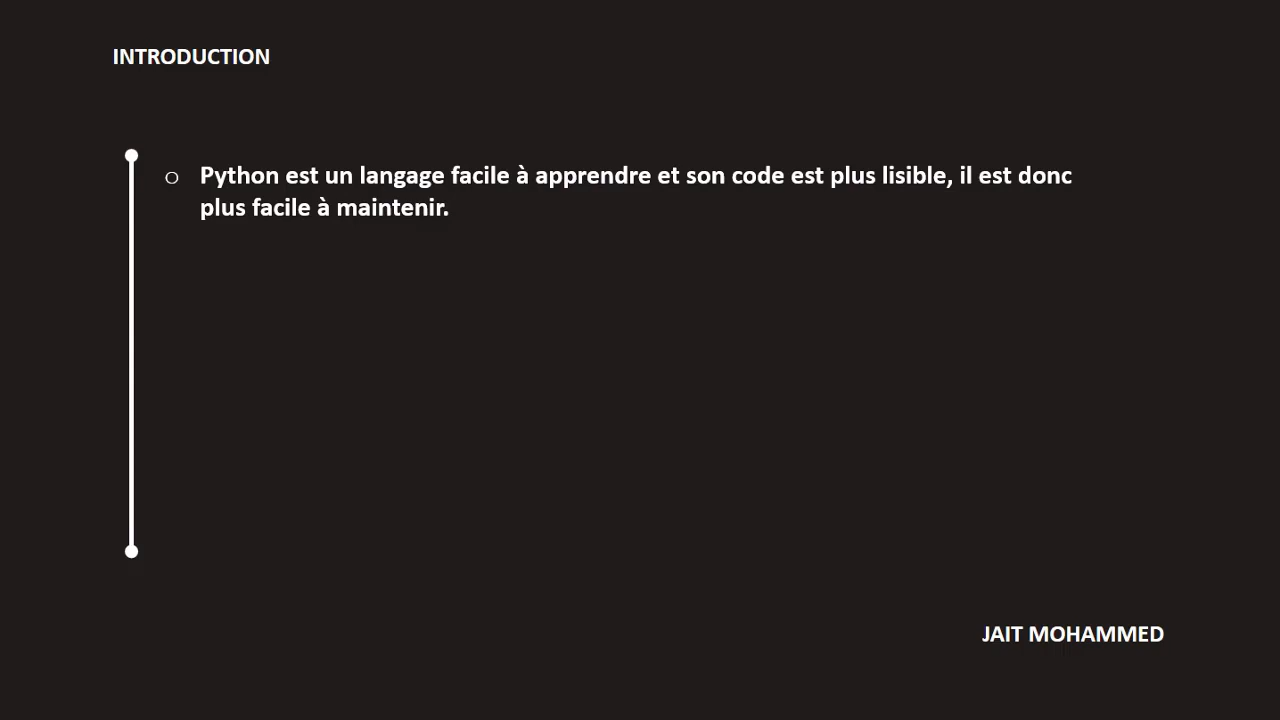 INTRODUCTION
o Python est un langage facile à apprendre et son code est plus lisible, il est donc
plus facile à maintenir.
JAIT MOHAMMED